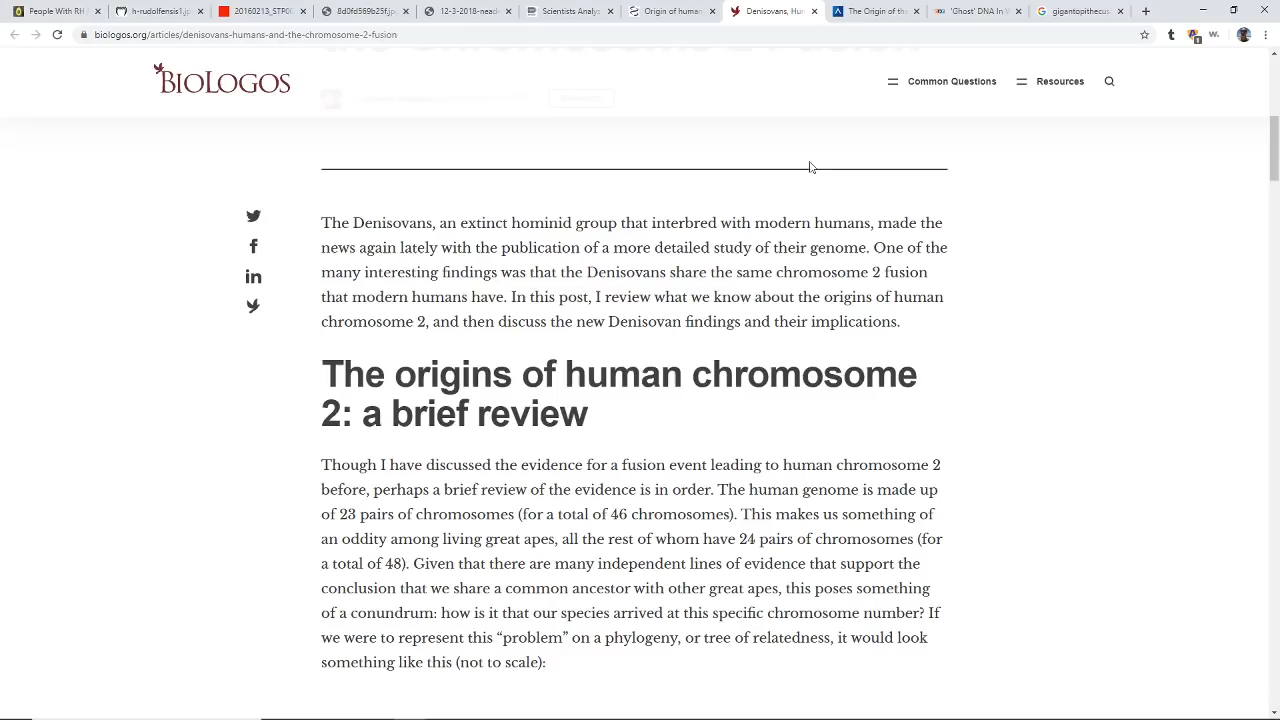 People With RH
h-rudolfensis1.jp
20160213_STP00
8d0fd569b25f.jp
12-3-2018-neade
Scientists Analyz
Origin of human
Denisovans, Hu
The Origin of the
'Ghost' DNA In W
gigantopithecus
biologos.org/articles/denisovans-humans-and-the-chromosome-2-fusion
the Chromosome 2 Fusion
BIOLOGOS
Common Questions
Resources
The Denisovans, an extinct hominid group that interbred with modern humans, made the
news again lately with the publication of a more detailed study of their genome. One of the
many interesting findings was that the Denisovans share the same chromosome 2 fusion
that modern humans have. In this post, I review what we know about the origins of human
chromosome 2, and then discuss the new Denisovan findings and their implications.
The origins of human chromosome
2: a brief review
Though I have discussed the evidence for a fusion event leading to human chromosome 2
before, perhaps a brief review of the evidence is in order. The human genome is made up
of 23 pairs of chromosomes (for a total of 46 chromosomes). This makes us something of
an oddity among living great apes, all the rest of whom have 24 pairs of chromosomes (for
a total of 48). Given that there are many independent lines of evidence that support the
conclusion that we share a common ancestor with other great apes, this poses something
of a conundrum: how is it that our species arrived at this specific chromosome number? If
we were to represent this “problem” on a phylogeny, or tree of relatedness, it would look
something like this (not to scale):